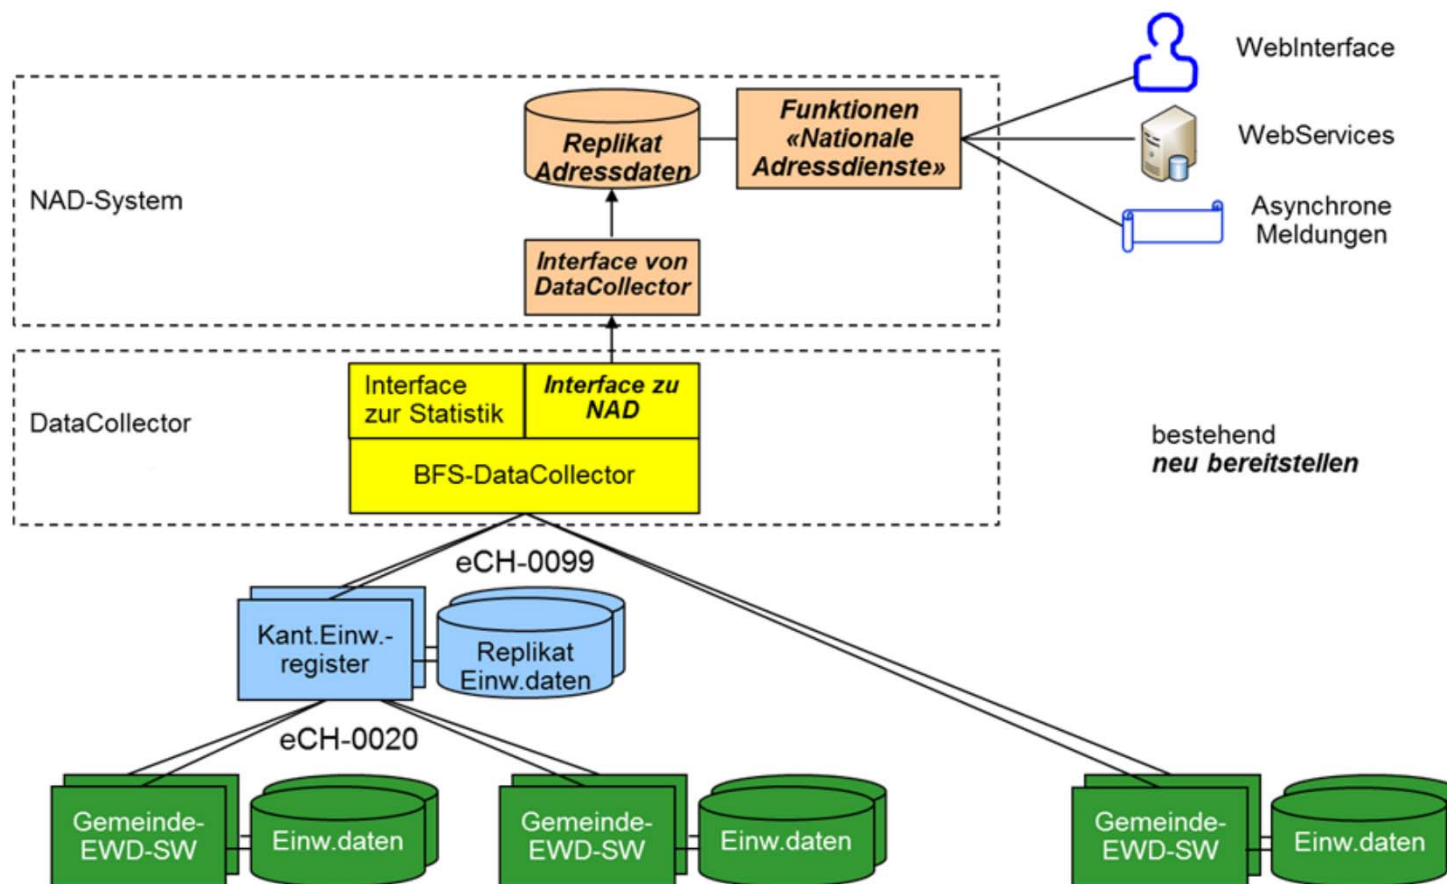 WebInterface
Funktionen
«Nationale
Adressdienste»
Replikat
Adressdaten
WebServices
NAD-System
Asynchrone
Meldungen
Interface von
DataCollector
Interface
zur Statistik
Interface zu
NAD
DataCollector
bestehend
neu bereitstellen
BFS-DataCollector
eCH-0099
Kant.Einw.-
register
Replikat
Einw.daten
eCH-0020
Gemeinde-
EWD-SW
Einw.daten
Gemeinde-
EWD-SW
Einw.daten
Gemeinde-
EWD-SW
Einw.daten